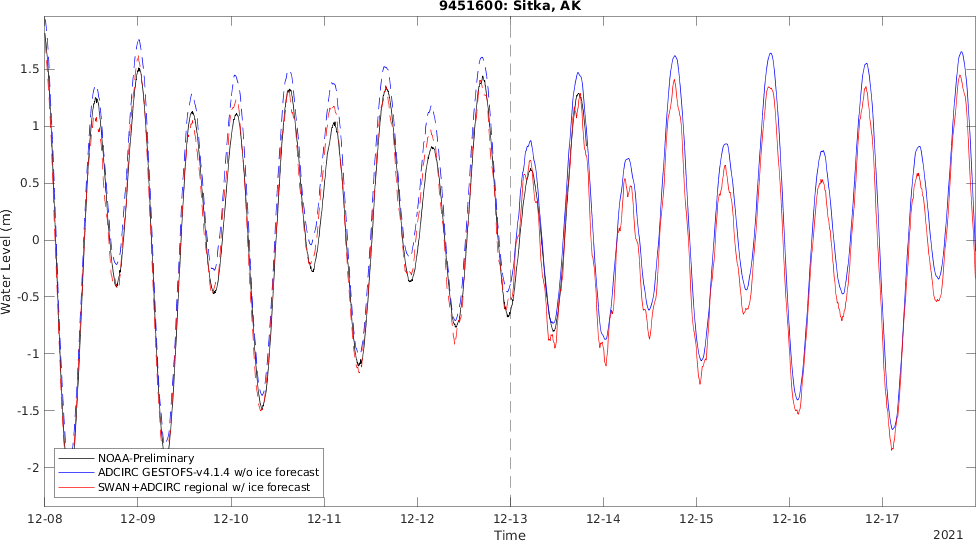 9451600: Sitka, AK
Water Level (m)
1.5
1
0.5
0
-0.5
-1
-1.5
-2
NOAA-Preliminary
ADCIRC GESTOFS-v4.1.4 w/o ice forecast
SWAN+ADCIRC regional w/ ice forecast
12-08 12-09 12-10 12-11 12-12 12-13 12-14 12-15 12-16 12-17
Time
2021